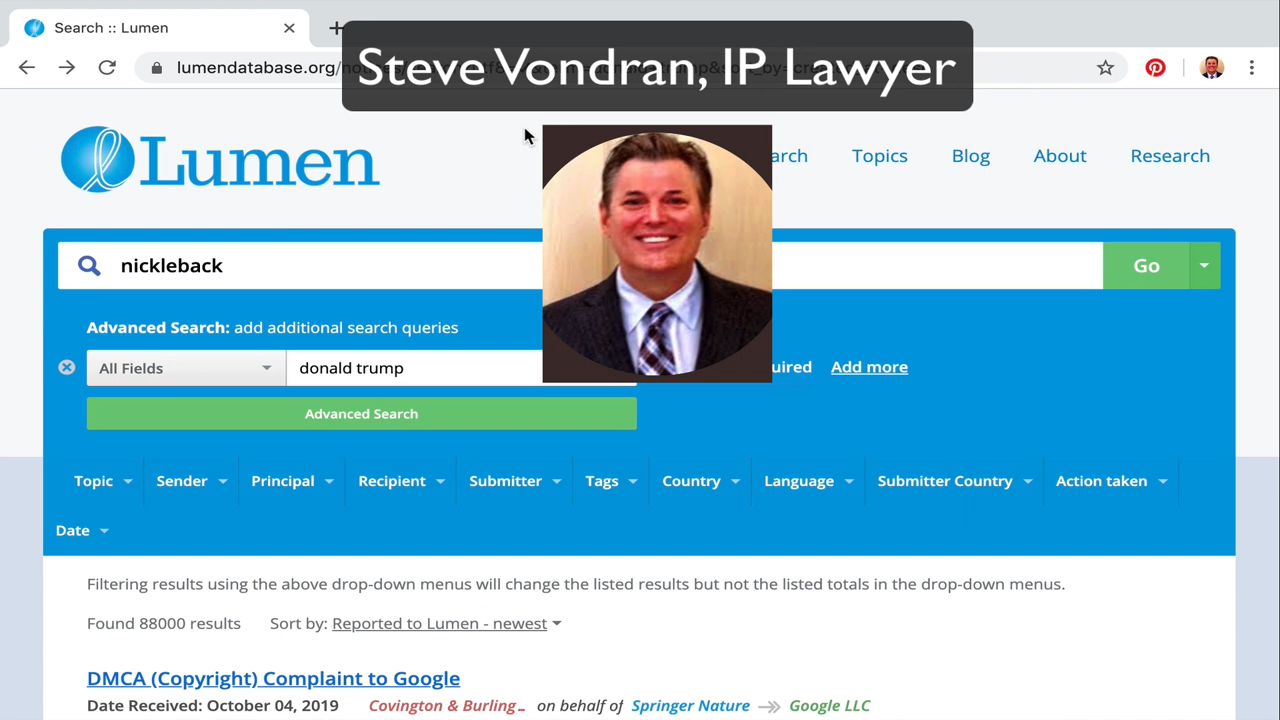 Search :: Lumen
Steve Vondran, IP Lawyer
lumendatabase.org/
Lumen
Topics Blog About Research
nickleback Go
Advanced Search: add additional search queries
All Fields donald trump Add more
Advanced Search
Topic Sender Principal Recipient Submitter Tags Country Language Submitter Country Action taken
Date
Filtering results using the above drop-down menus will change the listed results but not the listed totals in the drop-down menus.
Found 88000 results Sort by: Reported to Lumen - newest
DMCA (Copyright) Complaint to Google
Date Received: October 04, 2019 Covington & Burling… on behalf of Springer Nature Google LLC